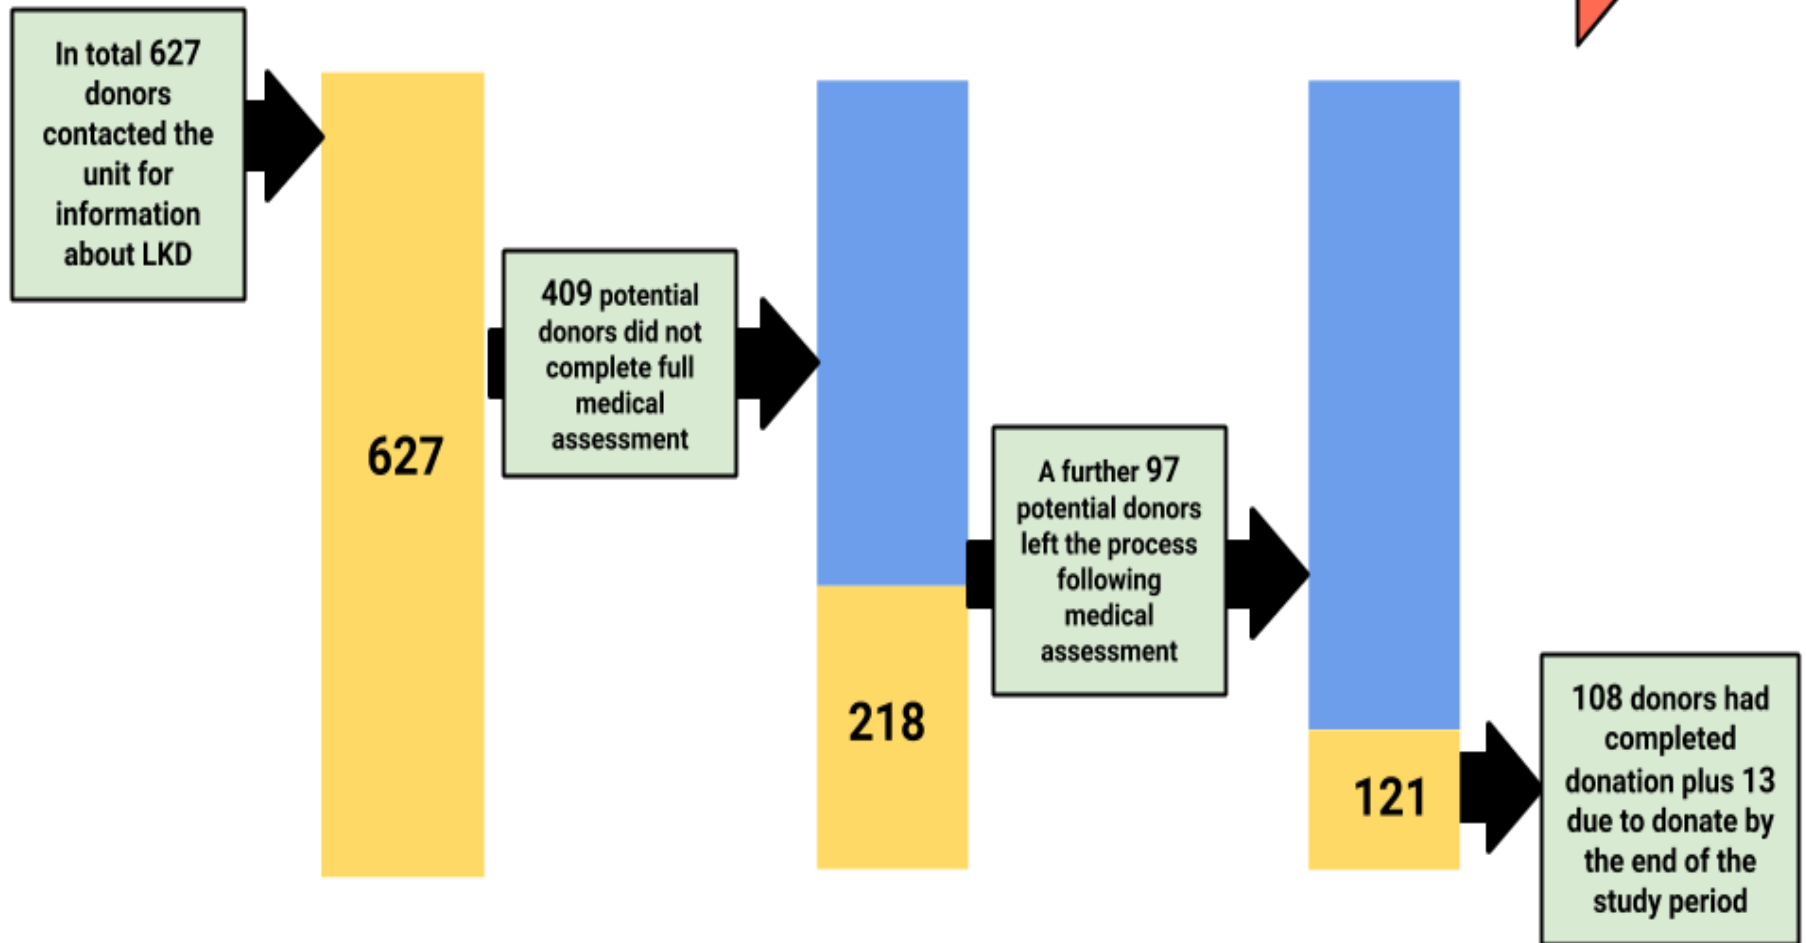 In total 627
donors
contacted the
unit for
information
about LKD
627
409 potential
donors did not
complete full
medical
assessment
218
A further 97
potential donors
left the process
following
medical
assessment
121
108 donors had
completed
donation plus 13
due to donate by
the end of the
study period